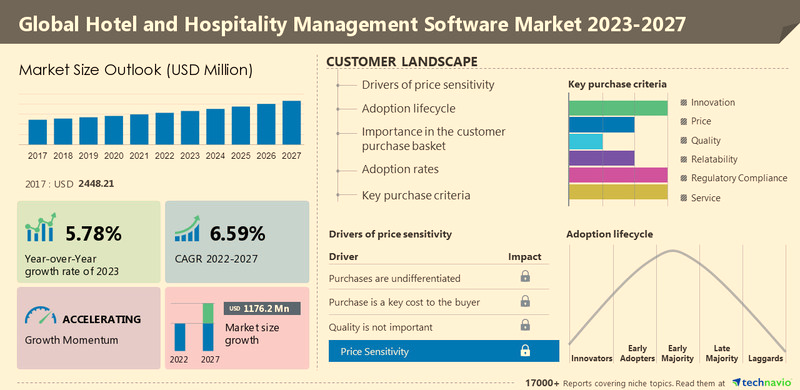 Global Hotel and Hospitality Management Software Market 2023-2027
Market Size Outlook (USD Million)
2017 2018 2019 2020 2021 2022 2023 2024 2025 2026 2027
2017 : USD 2448.21
5.78%
Year-over-Year
growth rate of 2023
6.59%
CAGR 2022-2027
ACCELERATING
Growth Momentum
USD 1176.2 Mn
Market size
growth
2022 2027
CUSTOMER LANDSCAPE
Drivers of price sensitivity
Adoption lifecycle
Importance in the customer
purchase basket
Adoption rates
Key purchase criteria
Key purchase criteria
Innovation
Price
Quality
Relatability
Regulatory Compliance
Service
Drivers of price sensitivity
Driver Impact
Purchases are undifferentiated
Purchase is a key cost to the buyer
Quality is not important
Price Sensitivity
Adoption lifecycle
Innovators
Early
Adopters
Early
Majority
Late
Majority
Laggards
17000+ Reports covering niche topics. Read them at technavio